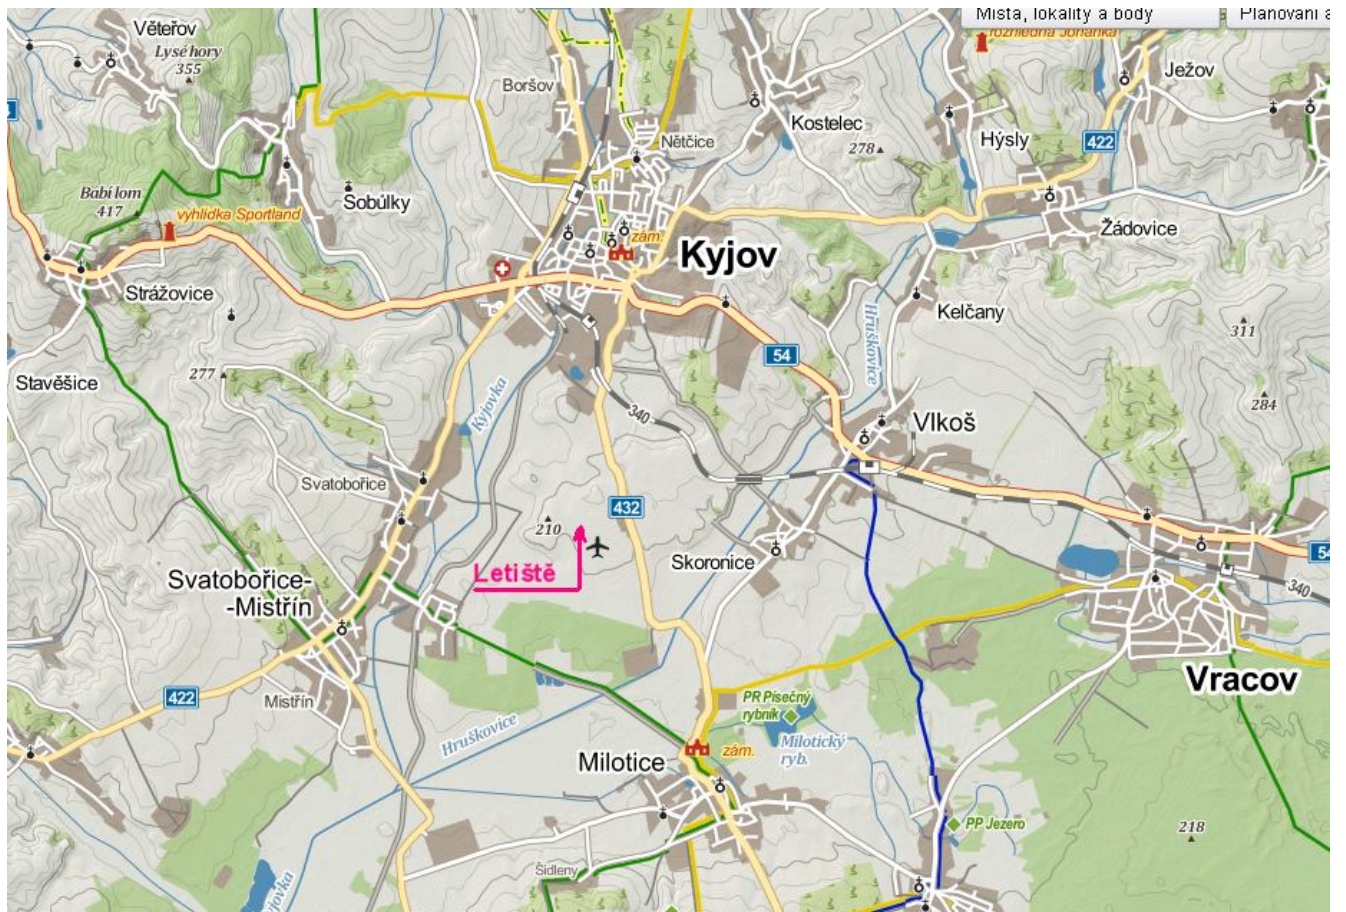 Místa, lokality a body
Plánování a
rozhledna Johanka
Věteřov
Lysé hory
355
Boršov
Ježov
Kostelec
Hýsly
422
278
Nětčice
Babí lom
417
Šobůlky
vyhlídka Sportland
Žádovice
zám.
Kyjov
Strážovice
Kelčany
Hruškovice
311
54
Stavěšice
277
Kyjovka
340
284
Vlkoš
Svatobořice
432
210
Skoronice
54
Letiště
340
Svatobořice-
-Mistřín
Vracov
422
Mistřín
PR Písečný
rybník
Hruškovice
Milotický
ryb.
zám.
Milotice
PP Jezero
218
Šidleny
yjovka